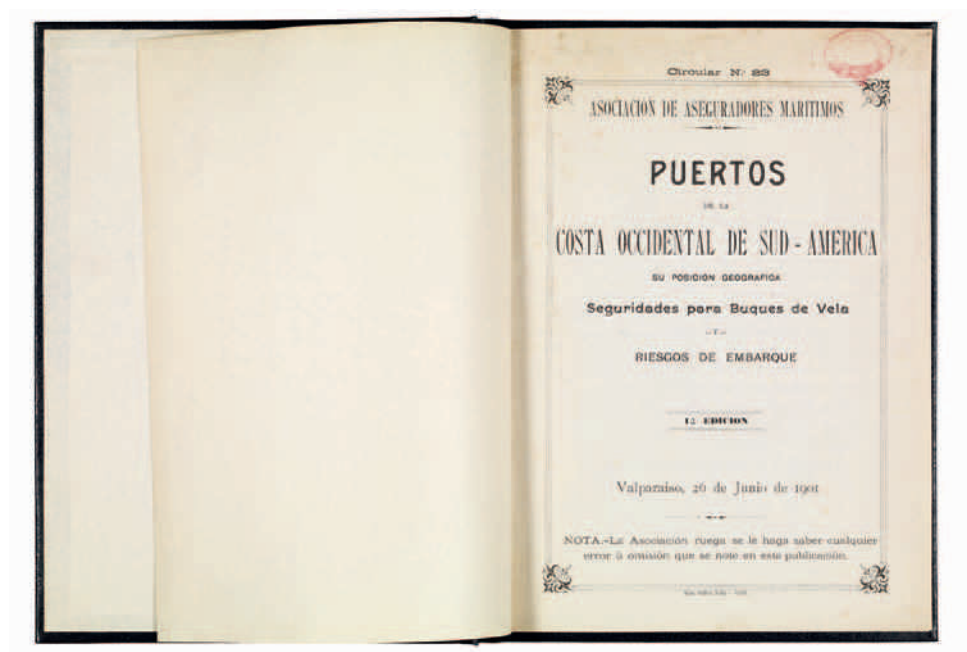 Circular N.º 23
ASOCIACIÓN DE ASEGURADORES MARITIMOS
PUERTOS
DE LA
COSTA OCCIDENTAL DE SUD-AMERICA
SU POSICION GEOGRAFICA
Seguridades para Buques de Vela
—Y—
RIESGOS DE EMBARQUE
1.ª EDICION
Valparaiso, 26 de Junio de 1901
NOTA.-La Asociación ruega se le haga saber cualquier
error ú omisión que se note en esta publicación.